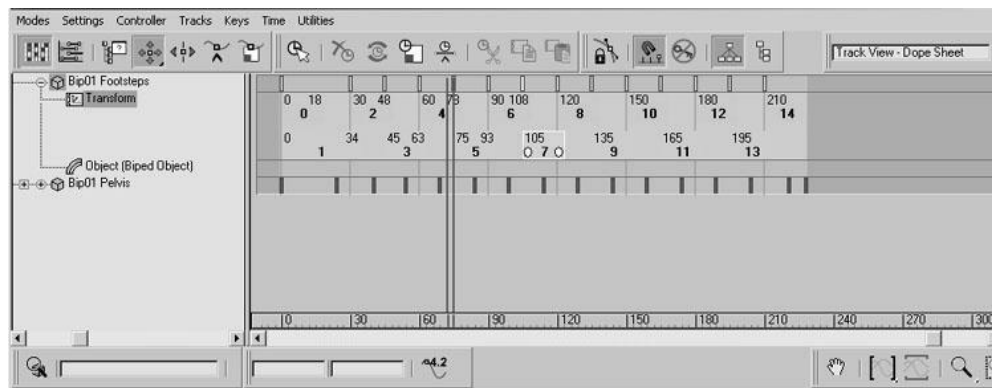 Modes Settings Controller Tracks Keys Time Utilities
Track View - Dope Sheet
Bip01 Footsteps
Transform
0 18 30 48 60 78 90 108 120 150 180 210
0 2 4 6 8 10 12 14
0 34 45 63 75 93 105 135 165 195
1 3 5 7 9 11 13
Object (Biped Object)
Bip01 Pelvis
0 30 60 90 120 150 180 210 240 270 300
4.2